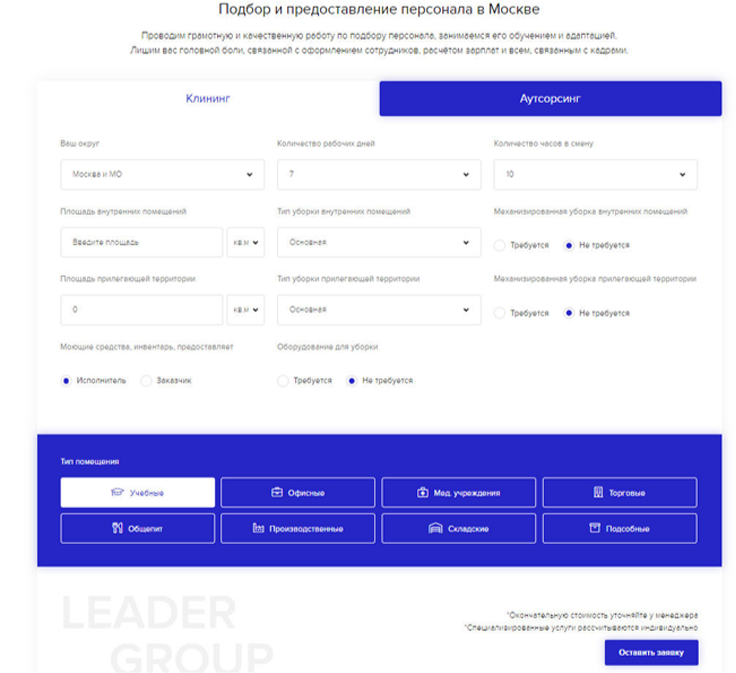 Подбор и предоставление персонала в Москве
Проводим грамотную и качественную работу по подбору персонала, занимаемся его обучением и адаптацией.
Лишим вас головной боли, связанной с оформлением сотрудников, расчётом зарплат и всем, связанным с кадрами.
Клининг Аутсорсинг
Ваш округ Количество рабочих дней Количество часов в смену
Москва и МО 7 10
Площадь внутренних помещений Тип уборки внутренних помещений Механизированная уборка внутренних помещений
Введите площадь кв.м Основная Требуется Не требуется
Площадь прилегающей территории Тип уборки прилегающей территории Механизированная уборка прилегающей территории
0 кв.м Основная Требуется Не требуется
Моющие средства, инвентарь, предоставляет Оборудование для уборки
Исполнитель Заказчик Требуется Не требуется
Тип помещения
Учебные Офисные Мед. учреждения Торговые
Общепит Производственные Складские Подсобные
LEADER
GROUP
*Окончательную стоимость уточняйте у менеджера
*Специализированные услуги рассчитываются индивидуально
Оставить заявку